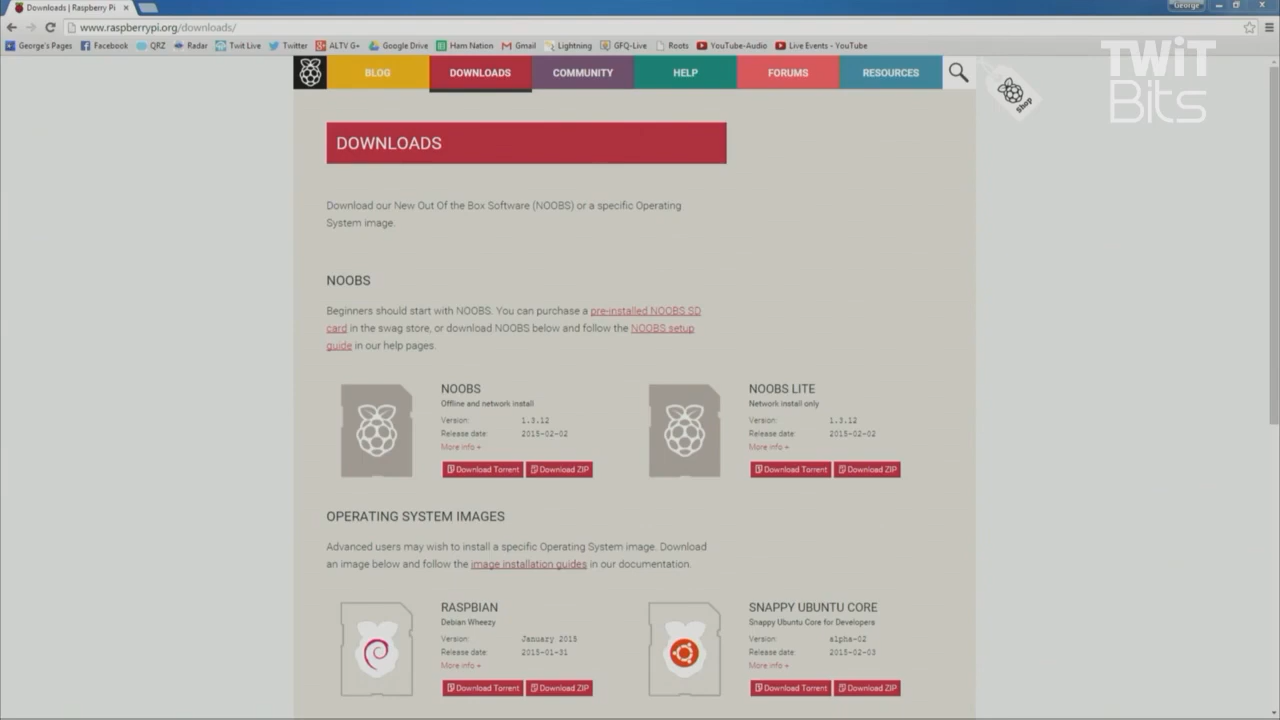 Downloads | Raspberry Pi
George
www.raspberrypi.org/downloads/
George's Pages Facebook QRZ Radar Twit Live Twitter ALTV G+ Google Drive Ham Nation Gmail Lightning GFQ-Live Roots YouTube-Audio Live Events - YouTube
TWiT
Bits
BLOG DOWNLOADS COMMUNITY HELP FORUMS RESOURCES
Shop
DOWNLOADS
Download our New Out Of the Box Software (NOOBS) or a specific Operating
System image.
NOOBS
Beginners should start with NOOBS. You can purchase a pre-installed NOOBS SD
card in the swag store, or download NOOBS below and follow the NOOBS setup
guide in our help pages.
NOOBS
Offline and network install
Version: 1.3.12
Release date: 2015-02-02
More info +
Download Torrent Download ZIP
NOOBS LITE
Network install only
Version: 1.3.12
Release date: 2015-02-02
More info +
Download Torrent Download ZIP
OPERATING SYSTEM IMAGES
Advanced users may wish to install a specific Operating System image. Download
an image below and follow the image installation guides in our documentation.
RASPBIAN
Debian Wheezy
Version: January 2015
Release date: 2015-01-31
More info +
Download Torrent Download ZIP
SNAPPY UBUNTU CORE
Snappy Ubuntu Core for Developers
Version: alpha-02
Release date: 2015-02-03
More info +
Download Torrent Download ZIP